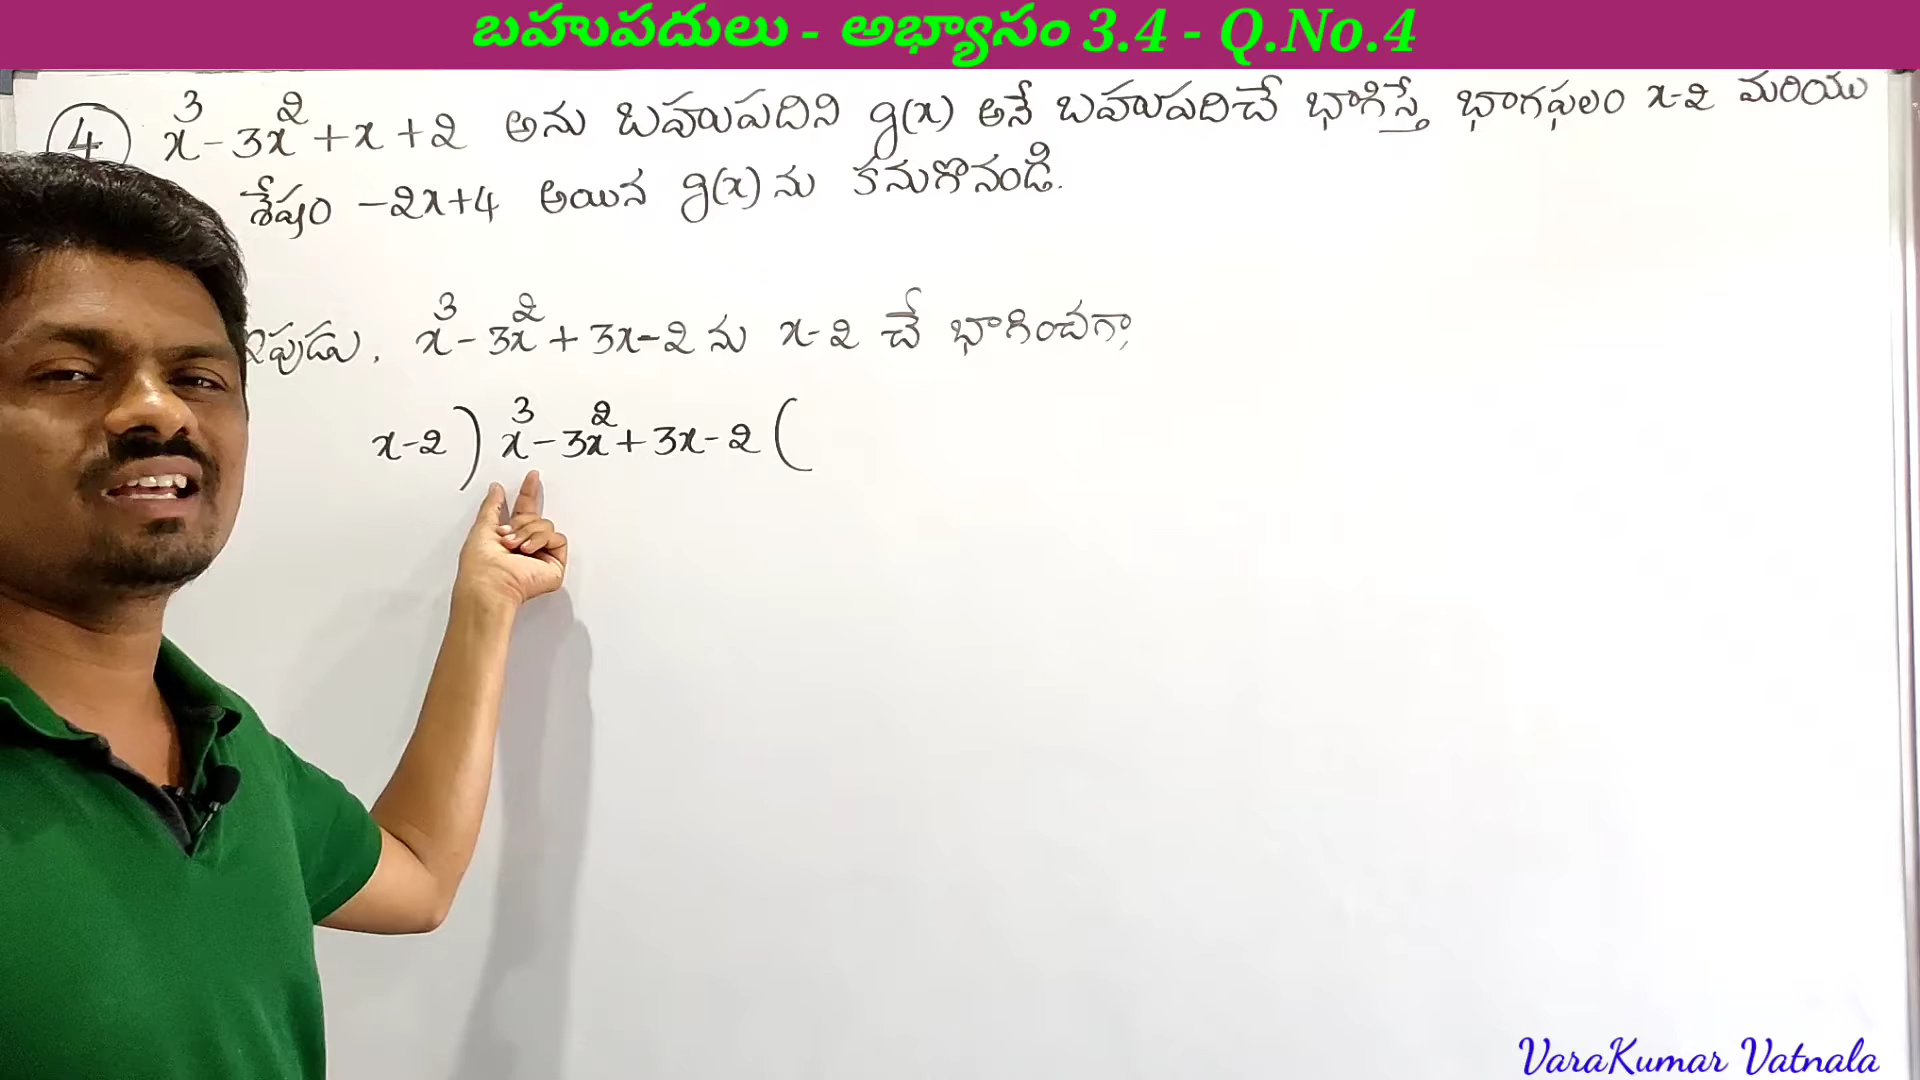 బహుపదులు - అభ్యాసం 3.4 - Q.No.4
④ x³ - 3x² + x + 2 అను బహుపదిని g(x) అనే బహుపదిచే భాగిస్తే భాగఫలం x-2 మరియు
శేషం -2x+4 అయిన g(x) ను కనుగొనండి.
ఇపుడు, x³ - 3x² + 3x - 2 ను x - 2 చే భాగించగా,
x-2 ) x³ - 3x² + 3x - 2 (
VaraKumar Vatnala